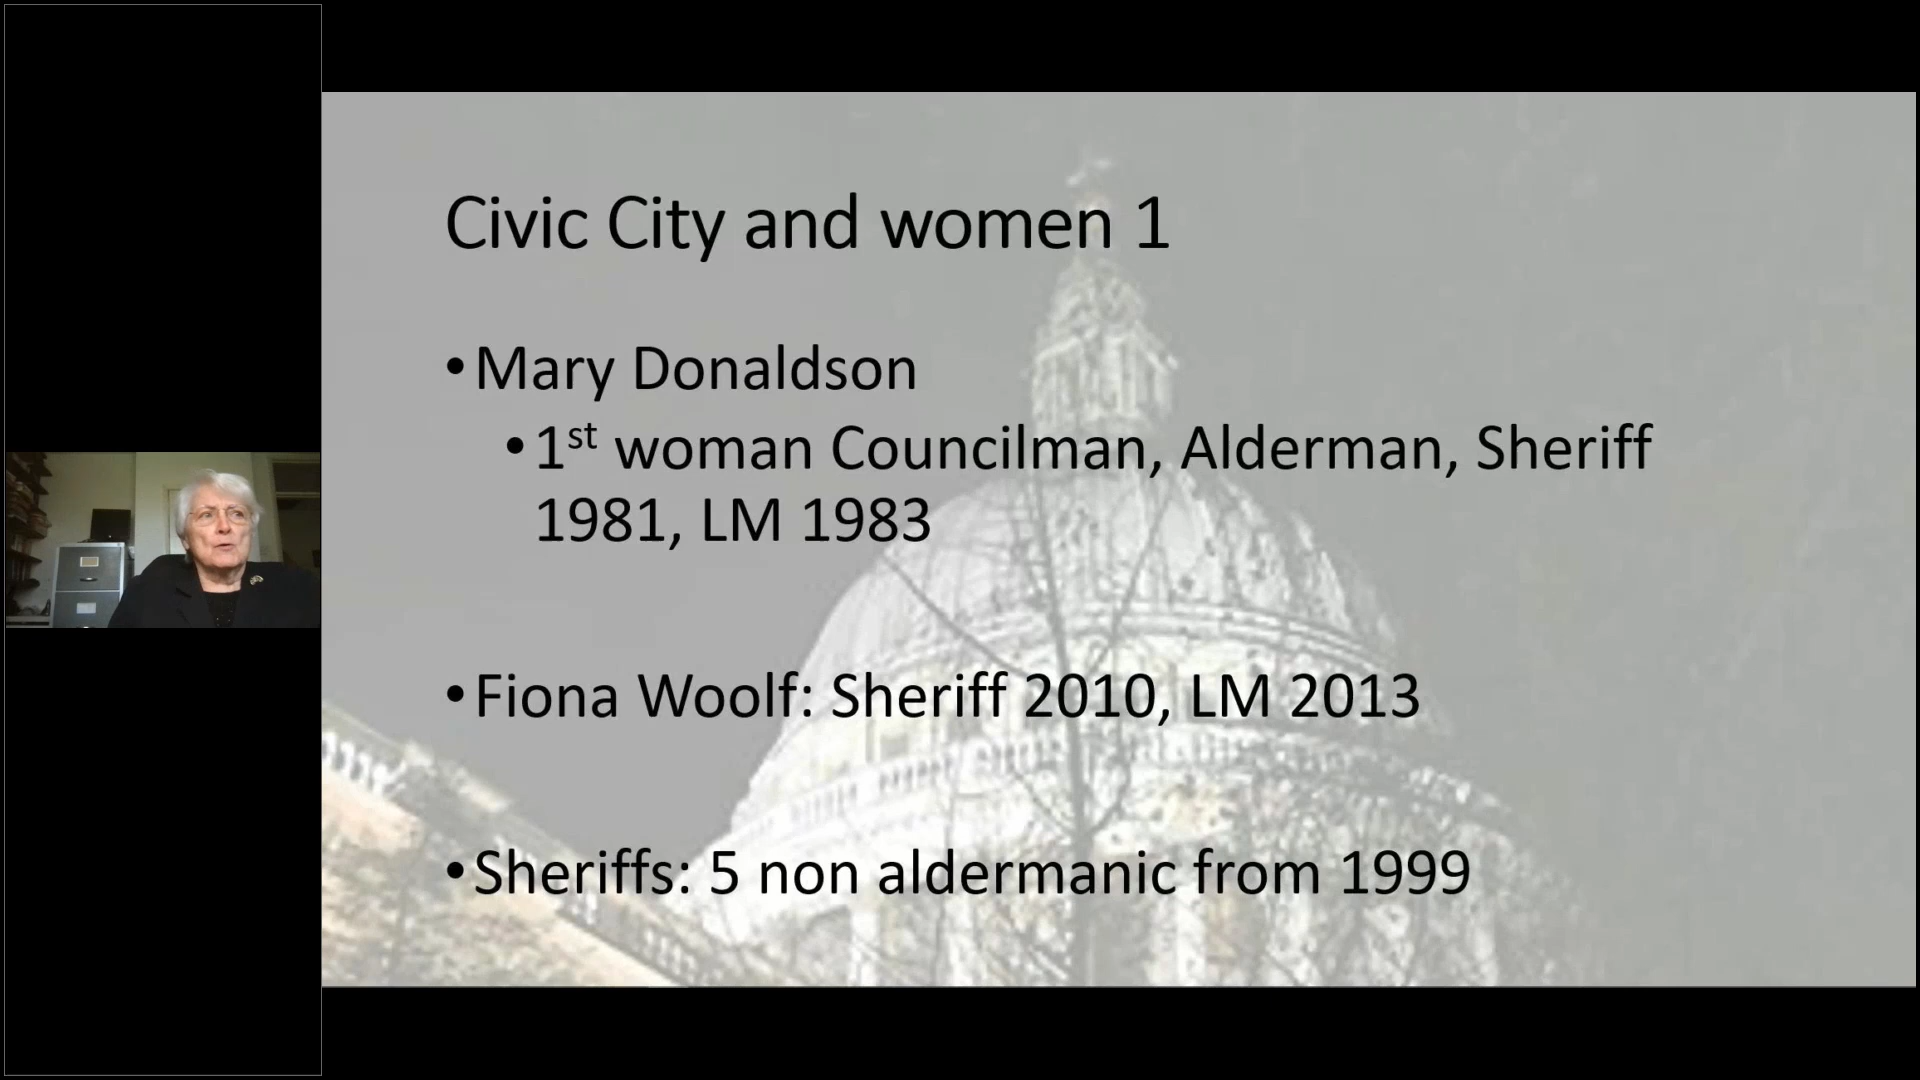 Civic City and women 1
•Mary Donaldson
•1st woman Councilman, Alderman, Sheriff
1981, LM 1983
•Fiona Woolf: Sheriff 2010, LM 2013
•Sheriffs: 5 non aldermanic from 1999